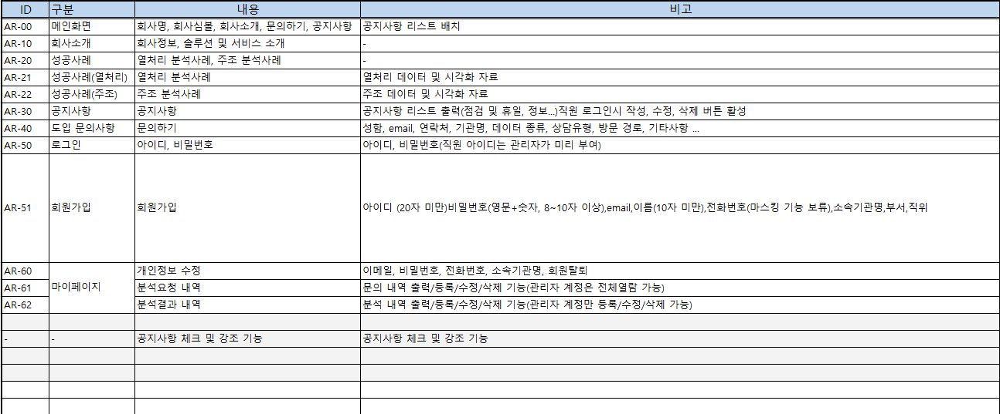 ID 구분 내용 비고
AR-00 메인화면 회사명, 회사심볼, 회사소개, 문의하기, 공지사항 공지사항 리스트 배치
AR-10 회사소개 회사정보, 솔루션 및 서비스 소개 -
AR-20 성공사례 열처리 분석사례, 주조 분석사례 -
AR-21 성공사례(열처리) 열처리 분석사례 열처리 데이터 및 시각화 자료
AR-22 성공사례(주조) 주조 분석사례 주조 데이터 및 시각화 자료
AR-30 공지사항 공지사항 공지사항 리스트 출력(점검 및 휴일, 정보...)직원 로그인시 작성, 수정, 삭제 버튼 활성
AR-40 도입 문의사항 문의하기 성함, email, 연락처, 기관명, 데이터 종류, 상담유형, 방문 경로, 기타사항 ...
AR-50 로그인 아이디, 비밀번호 아이디, 비밀번호(직원 아이디는 관리자가 미리 부여)
AR-51 회원가입 회원가입 아이디 (20자 미만)비밀번호(영문+숫자, 8~10자 이상),email,이름(10자 미만),전화번호(마스킹 기능 보류),소속기관명,부서,직위
AR-60 개인정보 수정 이메일, 비밀번호, 전화번호, 소속기관명, 회원탈퇴
AR-61 마이페이지 분석요청 내역 문의 내역 출력/등록/수정/삭제 기능(관리자 계정은 전체열람 가능)
AR-62 분석결과 내역 분석 내역 출력/등록/수정/삭제 기능(관리자 계정만 등록/수정/삭제 가능)
- - 공지사항 체크 및 강조 기능 공지사항 체크 및 강조 기능